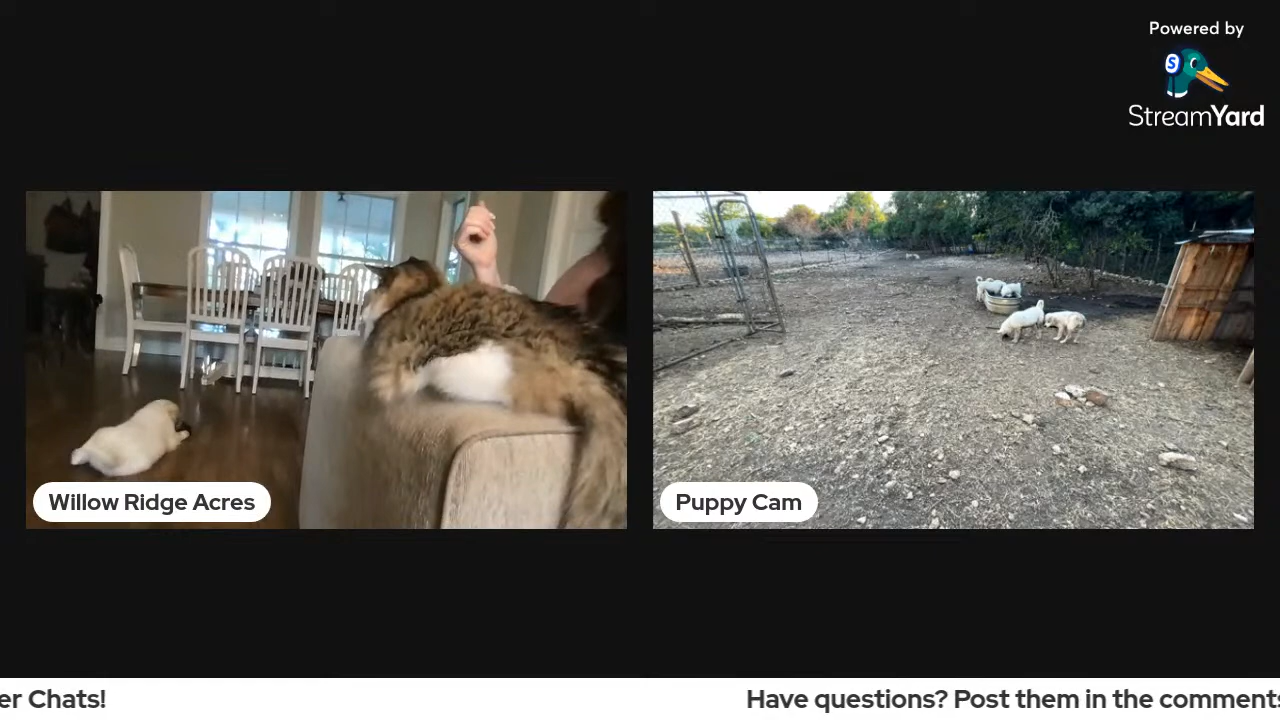 Powered by
StreamYard
Willow Ridge Acres
Puppy Cam
er Chats!
Have questions? Post them in the comments